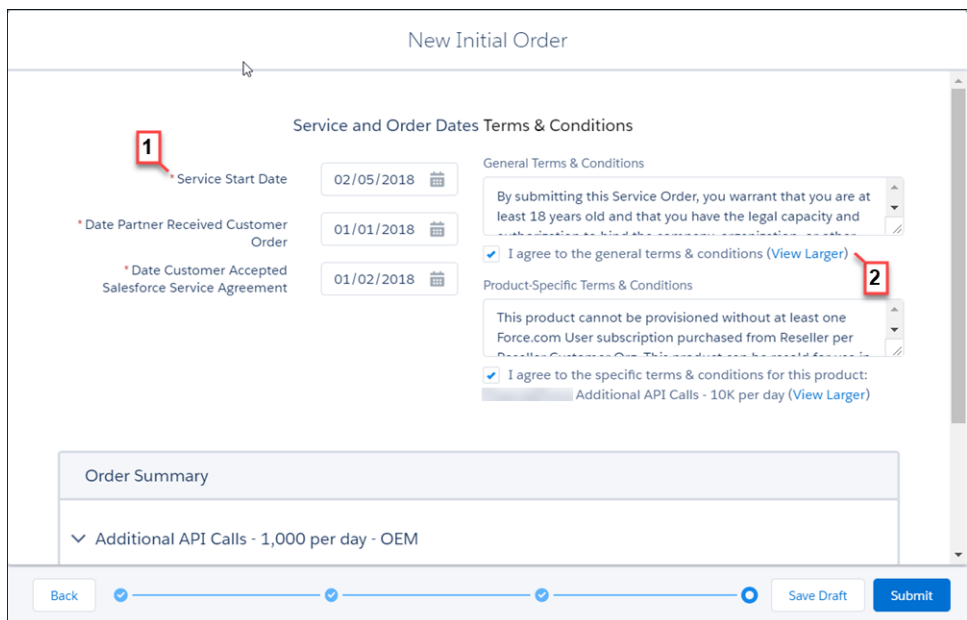 New Initial Order
Service and Order Dates Terms & Conditions
1
* Service Start Date
02/05/2018
* Date Partner Received Customer
Order
01/01/2018
* Date Customer Accepted
Salesforce Service Agreement
01/02/2018
General Terms & Conditions
By submitting this Service Order, you warrant that you are at
least 18 years old and that you have the legal capacity and
I agree to the general terms & conditions (View Larger)
2
Product-Specific Terms & Conditions
This product cannot be provisioned without at least one
Force.com User subscription purchased from Reseller per
I agree to the specific terms & conditions for this product:
Additional API Calls - 10K per day (View Larger)
Order Summary
Additional API Calls - 1,000 per day - OEM
Back
Save Draft
Submit